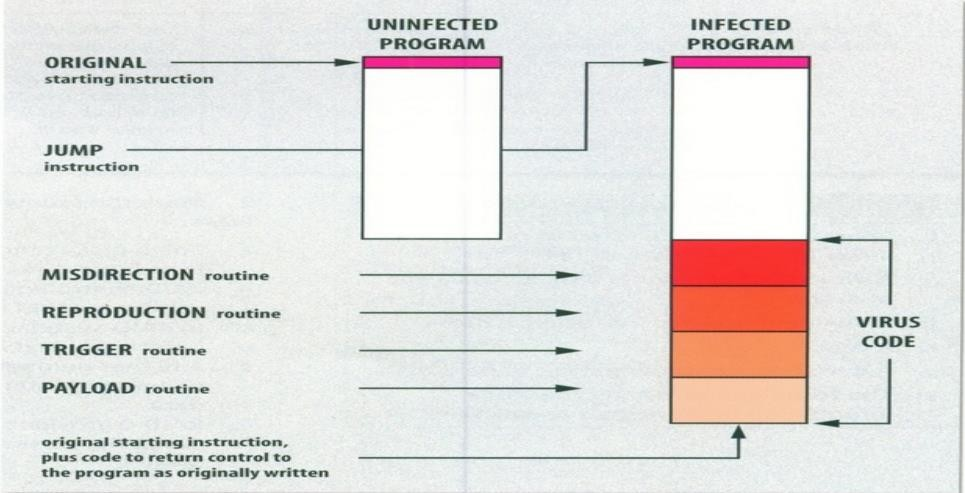 UNINFECTED
PROGRAM
INFECTED
PROGRAM
ORIGINAL
starting instruction
JUMP
instruction
MISDIRECTION routine
REPRODUCTION routine
TRIGGER routine
PAYLOAD routine
VIRUS
CODE
original starting instruction,
plus code to return control to
the program as originally written